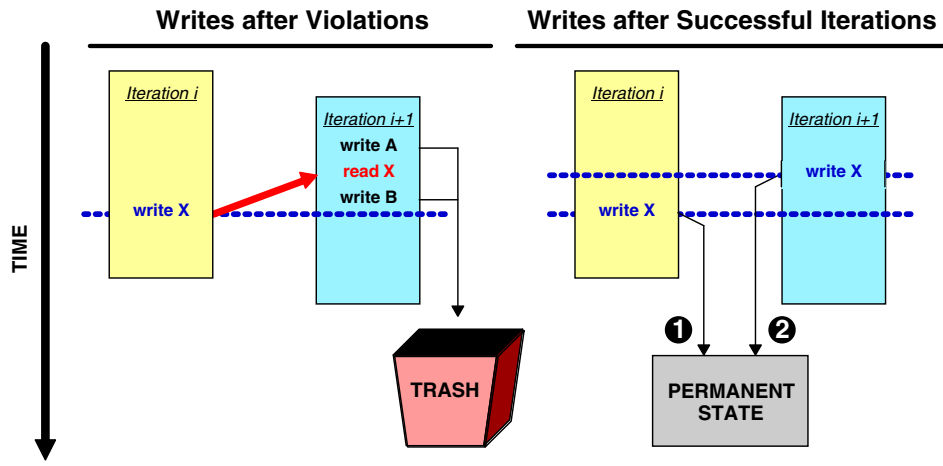 Writes after Violations
Writes after Successful Iterations
TIME
Iteration i
write X
Iteration i+1
write A
read X
write B
TRASH
Iteration i
write X
Iteration i+1
write X
1
2
PERMANENT
STATE